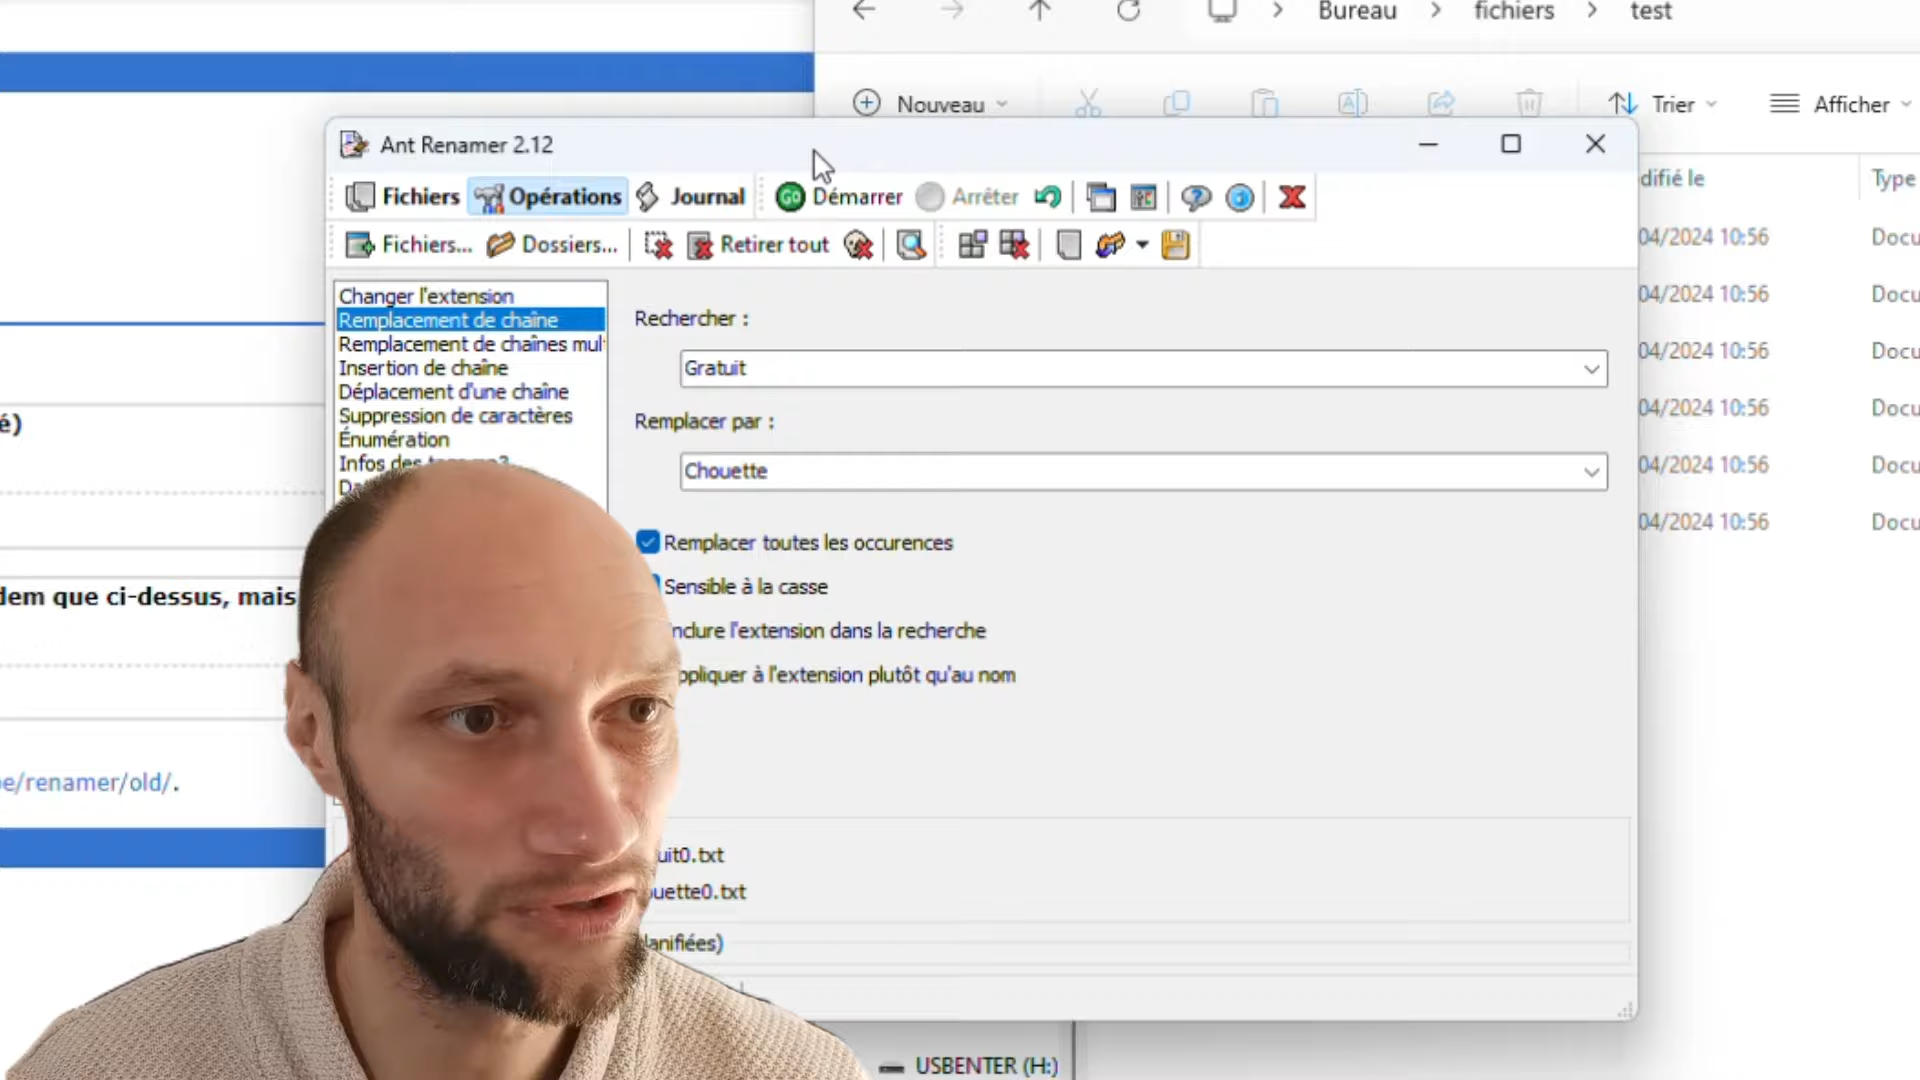 Bureau > fichiers > test
Nouveau
Trier
Afficher
Ant Renamer 2.12
Fichiers Opérations Journal GO Démarrer Arrêter
Fichiers... Dossiers... Retirer tout
difié le
Type
Changer l'extension
Remplacement de chaîne
Remplacement de chaînes mul
Insertion de chaîne
Déplacement d'une chaîne
Suppression de caractères
Énumération
Infos des
Rechercher :
Gratuit
Remplacer par :
Chouette
Remplacer toutes les occurences
Sensible à la casse
nclure l'extension dans la recherche
ppliquer à l'extension plutôt qu'au nom
uit0.txt
uette0.txt
lanifiées)
04/2024 10:56 Docu
04/2024 10:56 Docu
04/2024 10:56 Docu
04/2024 10:56 Docu
04/2024 10:56 Docu
04/2024 10:56 Docu
é)
dem que ci-dessus, mais
e/renamer/old/.
USBENTER (H:)